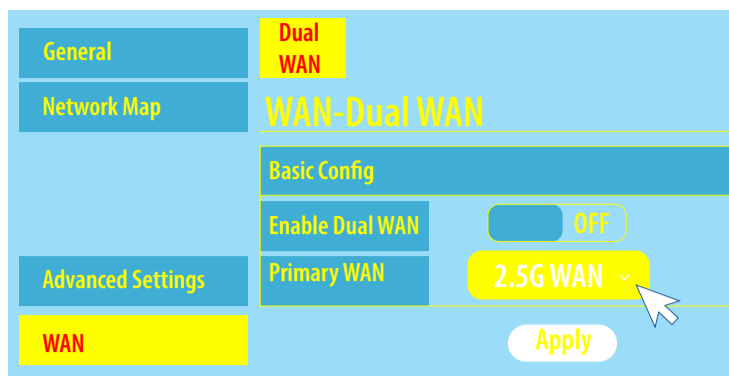 General
Network Map
Advanced Settings
WAN
Dual
WAN
WAN-Dual WAN
Basic Config
Enable Dual WAN OFF
Primary WAN 2.5G WAN
Apply